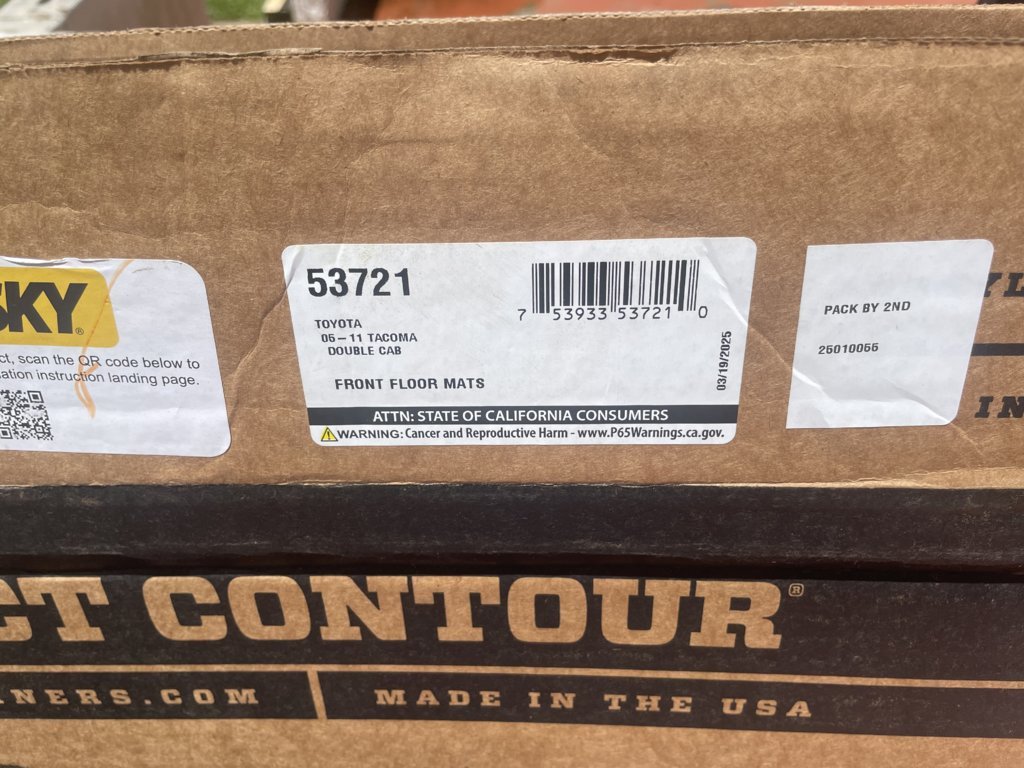 SKY®
ct, scan the QR code below to
ation instruction landing page.
53721
TOYOTA
05-11 TACOMA
DOUBLE CAB
FRONT FLOOR MATS
7 53933 53721 0
03/19/2025
ATTN: STATE OF CALIFORNIA CONSUMERS
WARNING: Cancer and Reproductive Harm - www.P65Warnings.ca.gov.
PACK BY 2ND
25010055
YL
IN
CT CONTOUR®
NERS.COM
MADE IN THE USA